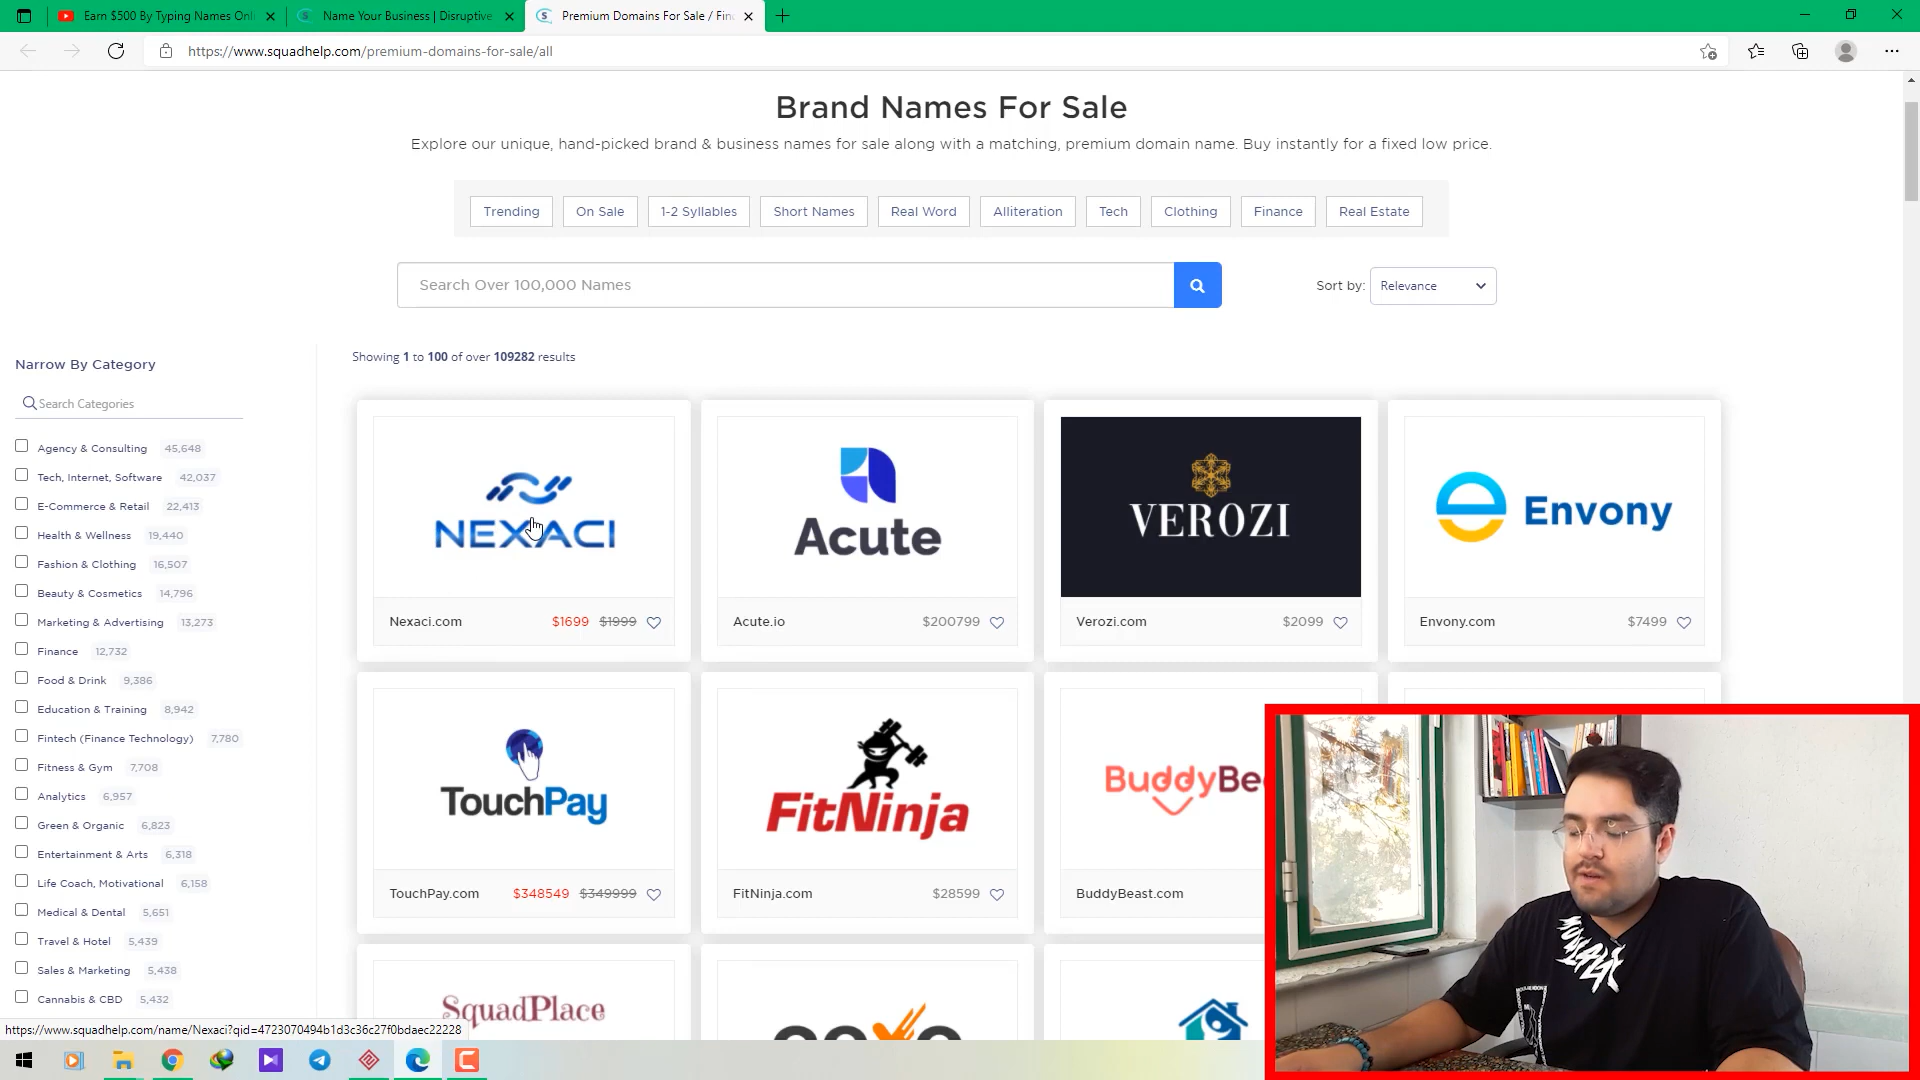 Earn $500 By Typing Names Onl
Name Your Business | Disruptive
Premium Domains For Sale / Fin
https://www.squadhelp.com/premium-domains-for-sale/all
Brand Names For Sale
Explore our unique, hand-picked brand & business names for sale along with a matching, premium domain name. Buy instantly for a fixed low price.
Trending On Sale 1-2 Syllables Short Names Real Word Alliteration Tech Clothing Finance Real Estate
Search Over 100,000 Names
Sort by: Relevance
Narrow By Category
Search Categories
Agency & Consulting 45,648
Tech, Internet, Software 42,037
E-Commerce & Retail 22,413
Health & Wellness 19,440
Fashion & Clothing 16,507
Beauty & Cosmetics 14,796
Marketing & Advertising 13,273
Finance 12,732
Food & Drink 9,386
Education & Training 8,942
Fintech (Finance Technology) 7,780
Fitness & Gym 7,708
Analytics 6,957
Green & Organic 6,823
Entertainment & Arts 6,318
Life Coach, Motivational 6,158
Medical & Dental 5,651
Travel & Hotel 5,439
Sales & Marketing 5,438
Cannabis & CBD 5,432
Showing 1 to 100 of over 109282 results
NEXACI
Nexaci.com $1699 $1999
Acute
Acute.io $200799
VEROZI
Verozi.com $2099
Envony
Envony.com $7499
TouchPay
TouchPay.com $348549 $349999
FitNinja
FitNinja.com $28599
BuddyBe
BuddyBeast.com
SquadPlace
https://www.squadhelp.com/name/Nexaci?qid=4723070494b1d3c36c27f0bdaec22228